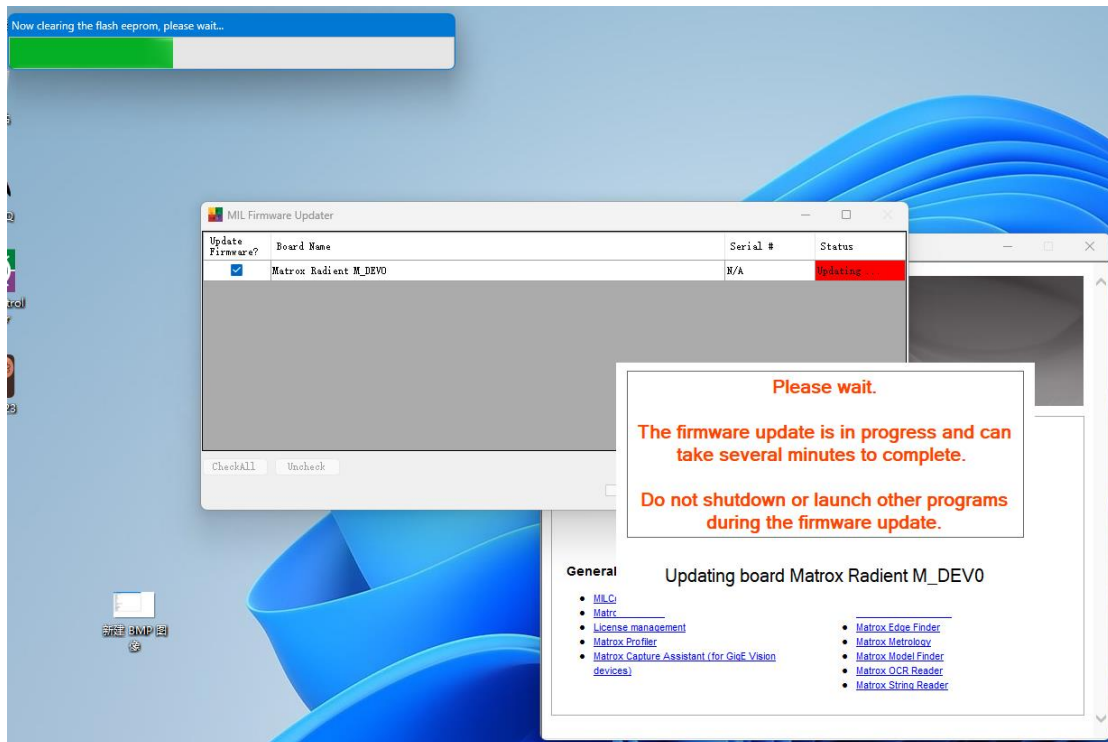 Now clearing the flash eeprom, please wait...
MIL Firmware Updater
Update Firmware?
Board Name
Serial #
Status
Matrox Radient M_DEV0
N/A
Updating ...
CheckAll
Uncheck
Please wait.
The firmware update is in progress and can
take several minutes to complete.
Do not shutdown or launch other programs
during the firmware update.
Updating board Matrox Radient M_DEV0
General
License management
Matrox Profiler
Matrox Capture Assistant (for GigE Vision
devices)
Matrox Edge Finder
Matrox Metrology
Matrox Model Finder
Matrox OCR Reader
Matrox String Reader
新建 BMP 图
像